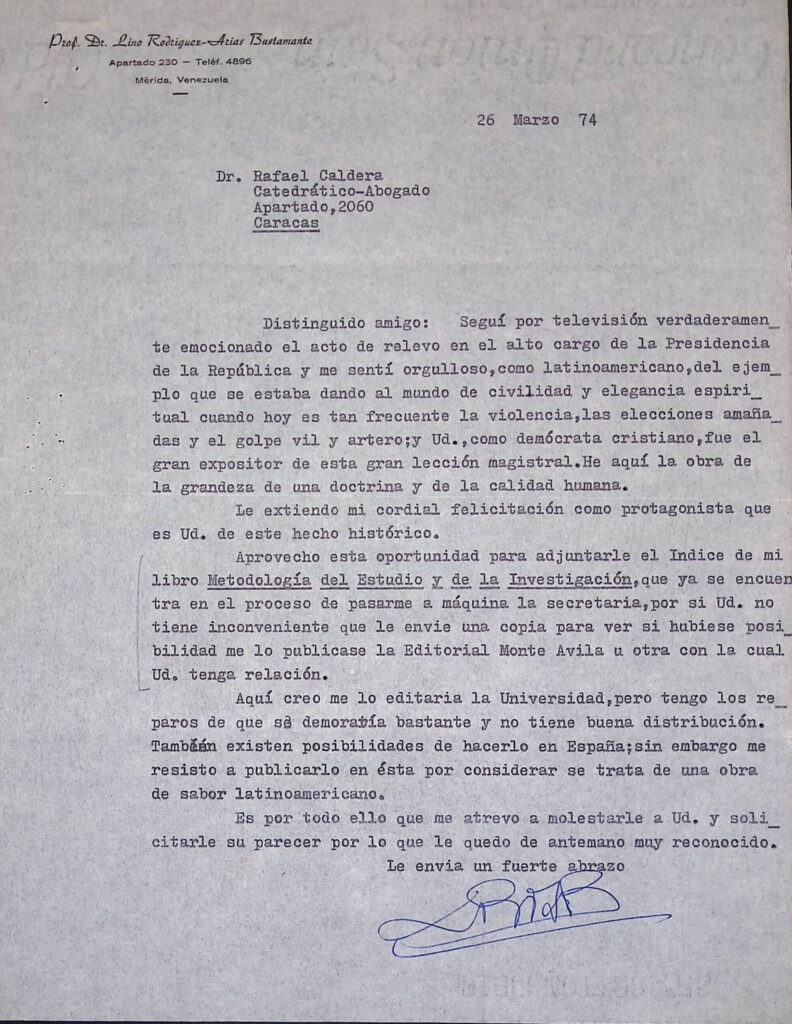 Prof. Dr. Lino Rodriguez-Arias Bustamante
Apartado 230 — Teléf. 4896
Mérida, Venezuela
26 Marzo 74
Dr. Rafael Caldera
Catedrático-Abogado
Apartado,2060
Caracas
Distinguido amigo: Seguí por televisión verdaderamen_
te emocionado el acto de relevo en el alto cargo de la Presidencia
de la República y me sentí orgulloso,como latinoamericano,del ejem_
plo que se estaba dando al mundo de civilidad y elegancia espiri_
tual cuando hoy es tan frecuente la violencia,las elecciones amaña_
das y el golpe vil y artero;y Ud.,como demócrata cristiano,fue el
gran expositor de esta gran lección magistral.He aquí la obra de
la grandeza de una doctrina y de la calidad humana.
Le extiendo mi cordial felicitación como protagonista que
es Ud. de este hecho histórico.
Aprovecho esta oportunidad para adjuntarle el Indice de mi
libro Metodología del Estudio y de la Investigación,que ya se encuen
tra en el proceso de pasarme a máquina la secretaria,por si Ud. no
tiene inconveniente que le envie una copia para ver si hubiese posi_
bilidad me lo publicase la Editorial Monte Avila u otra con la cual
Ud. tenga relación.
Aquí creo me lo editaria la Universidad,pero tengo los re_
paros de que se demoraría bastante y no tiene buena distribución.
También existen posibilidades de hacerlo en España;sin embargo me
resisto a publicarlo en ésta por considerar se trata de una obra
de sabor latinoamericano.
Es por todo ello que me atrevo a molestarle a Ud. y soli_
citarle su parecer por lo que le quedo de antemano muy reconocido.
Le envia un fuerte abrazo